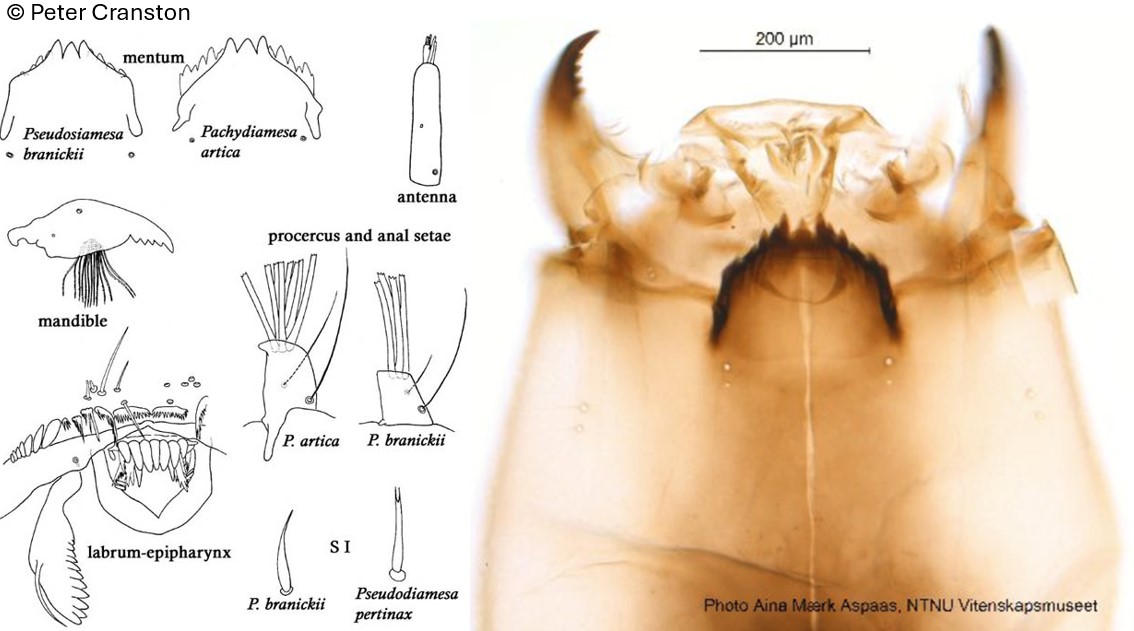 © Peter Cranston
mentum
Pseudosiamesa
branickii
Pachydiamesa
artica
antenna
mandible
procercus and anal setae
P. artica
P. branickii
labrum-epipharynx
S I
P. branickii
Pseudodiamesa
pertinax
200 µm
Photo Aina Mærk Aspaas, NTNU Vitenskapsmuseet